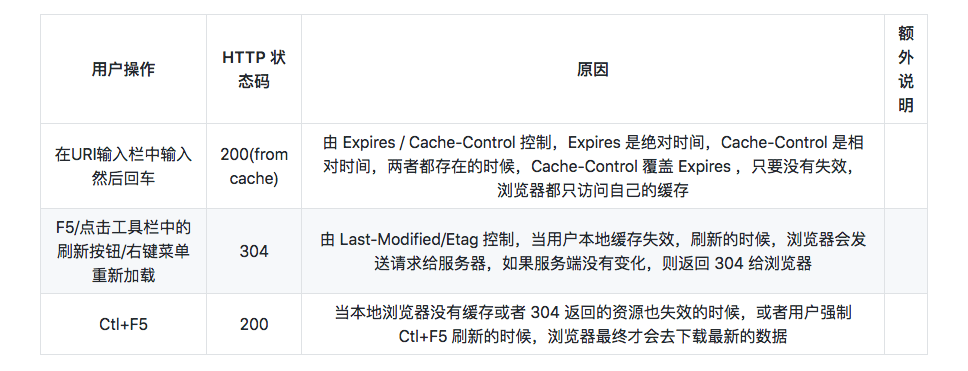 用户操作
HTTP 状
态码
原因
额
外
说
明
在URI输入栏中输入
然后回车
200(from
cache)
由 Expires / Cache-Control 控制，Expires 是绝对时间，Cache-Control 是相
对时间，两者都存在的时候，Cache-Control 覆盖 Expires ，只要没有失效，
浏览器都只访问自己的缓存
F5/点击工具栏中的
刷新按钮/右键菜单
重新加载
304
由 Last-Modified/Etag 控制，当用户本地缓存失效，刷新的时候，浏览器会发
送请求给服务器，如果服务端没有变化，则返回 304 给浏览器
Ctl+F5
200
当本地浏览器没有缓存或者 304 返回的资源也失效的时候，或者用户强制
Ctl+F5 刷新的时候，浏览器最终才会去下载最新的数据